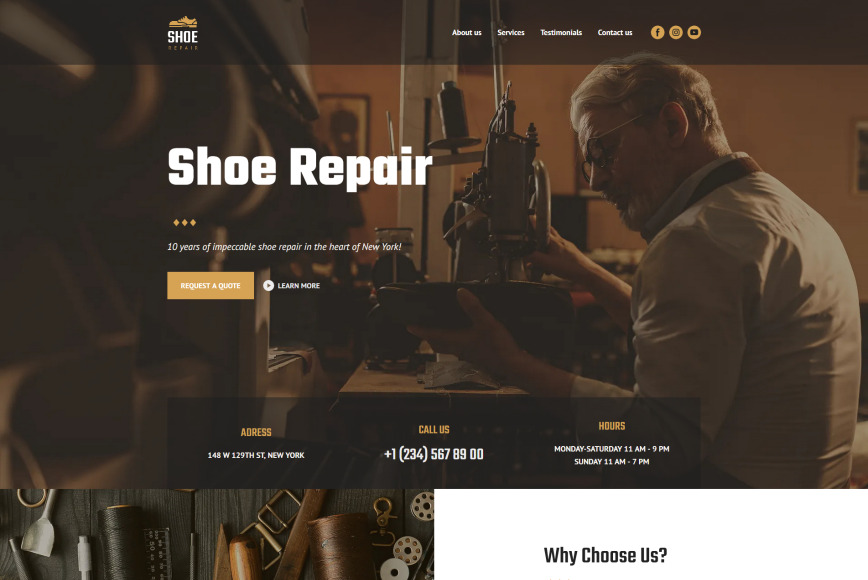 SHOE
REPAIR
About us
Services
Testimonials
Contact us
Shoe Repair
10 years of impeccable shoe repair in the heart of New York!
REQUEST A QUOTE
LEARN MORE
ADRESS
148 W 129TH ST, NEW YORK
CALL US
+1 (234) 567 89 00
HOURS
MONDAY-SATURDAY 11 AM - 9 PM
SUNDAY 11 AM - 7 PM
Why Choose Us?